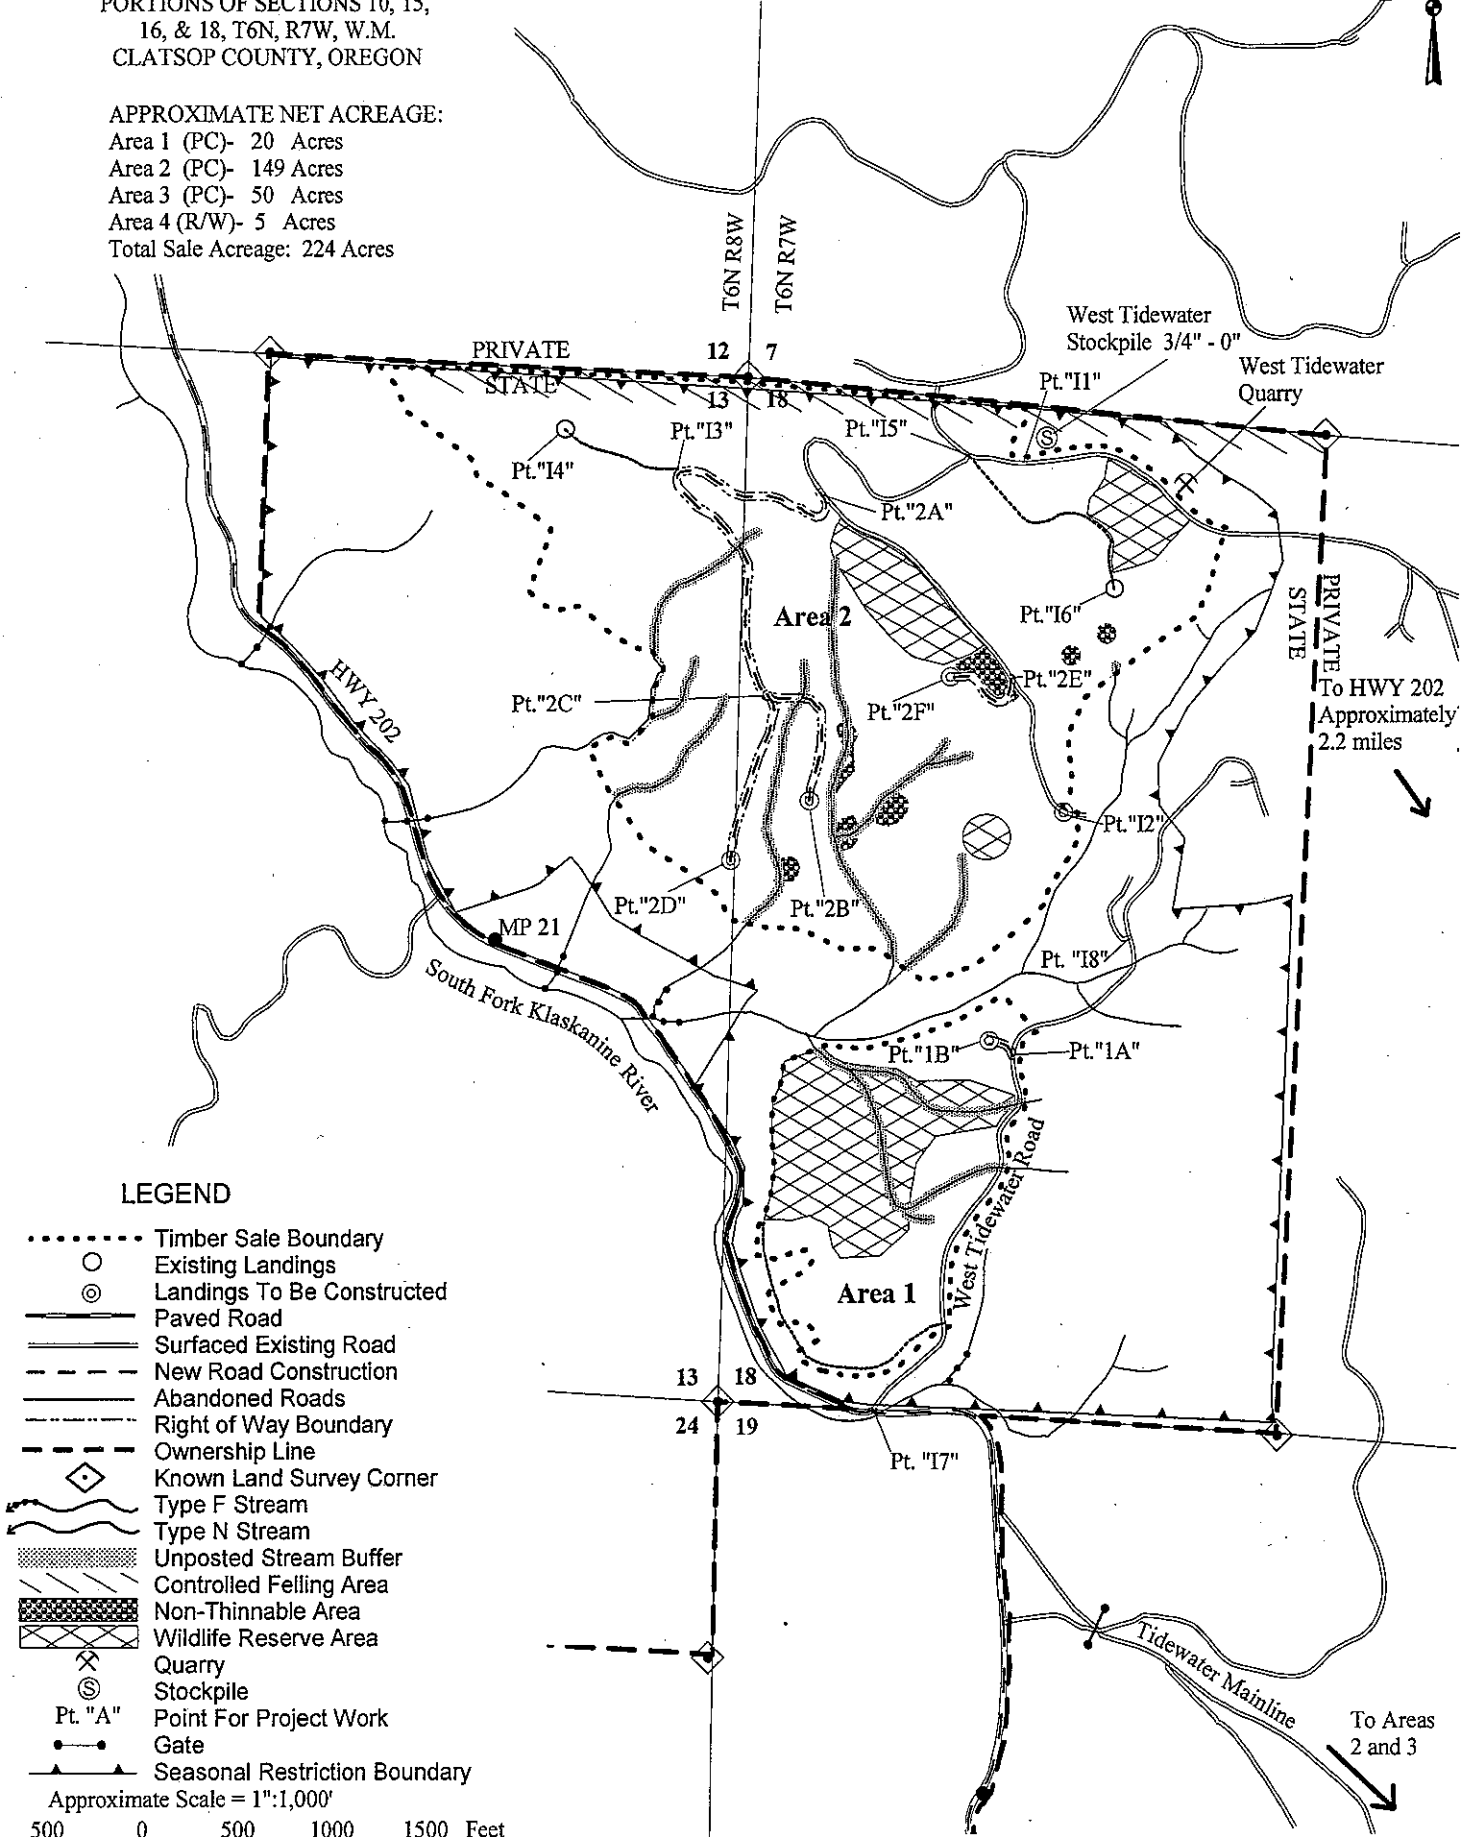 PORTIONS OF SECTIONS 10, 15,
16, & 18, T6N, R7W, W.M.
CLATSOP COUNTY, OREGON
APPROXIMATE NET ACREAGE:
Area 1 (PC)- 20 Acres
Area 2 (PC)- 149 Acres
Area 3 (PC)- 50 Acres
Area 4 (R/W)- 5 Acres
Total Sale Acreage: 224 Acres
T6N R8W
T6N R7W
West Tidewater
Stockpile 3/4" - 0"
West Tidewater
Quarry
PRIVATE
STATE
12 7
13 18
Pt."I1"
Pt."I3"
Pt."I5"
S
Pt."I4"
Pt."2A"
Pt."I6"
Area 2
PRIVATE
STATE
Pt."2E"
Pt."2C"
Pt."2F"
HWY 202
To HWY 202
Approximately
2.2 miles
Pt."I2"
Pt."2D"
Pt."2B"
MP 21
Pt. "I8"
South Fork Klaskanine River
Pt."1B"
Pt."1A"
West Tidewater Road
Area 1
13 18
24 19
Pt. "I7"
Tidewater Mainline
To Areas
2 and 3
LEGEND
Timber Sale Boundary
Existing Landings
Landings To Be Constructed
Paved Road
Surfaced Existing Road
New Road Construction
Abandoned Roads
Right of Way Boundary
Ownership Line
Known Land Survey Corner
Type F Stream
Type N Stream
Unposted Stream Buffer
Controlled Felling Area
Non-Thinnable Area
Wildlife Reserve Area
Quarry
S Stockpile
Pt. "A" Point For Project Work
Gate
Seasonal Restriction Boundary
Approximate Scale = 1":1,000'
500 0 500 1000 1500 Feet